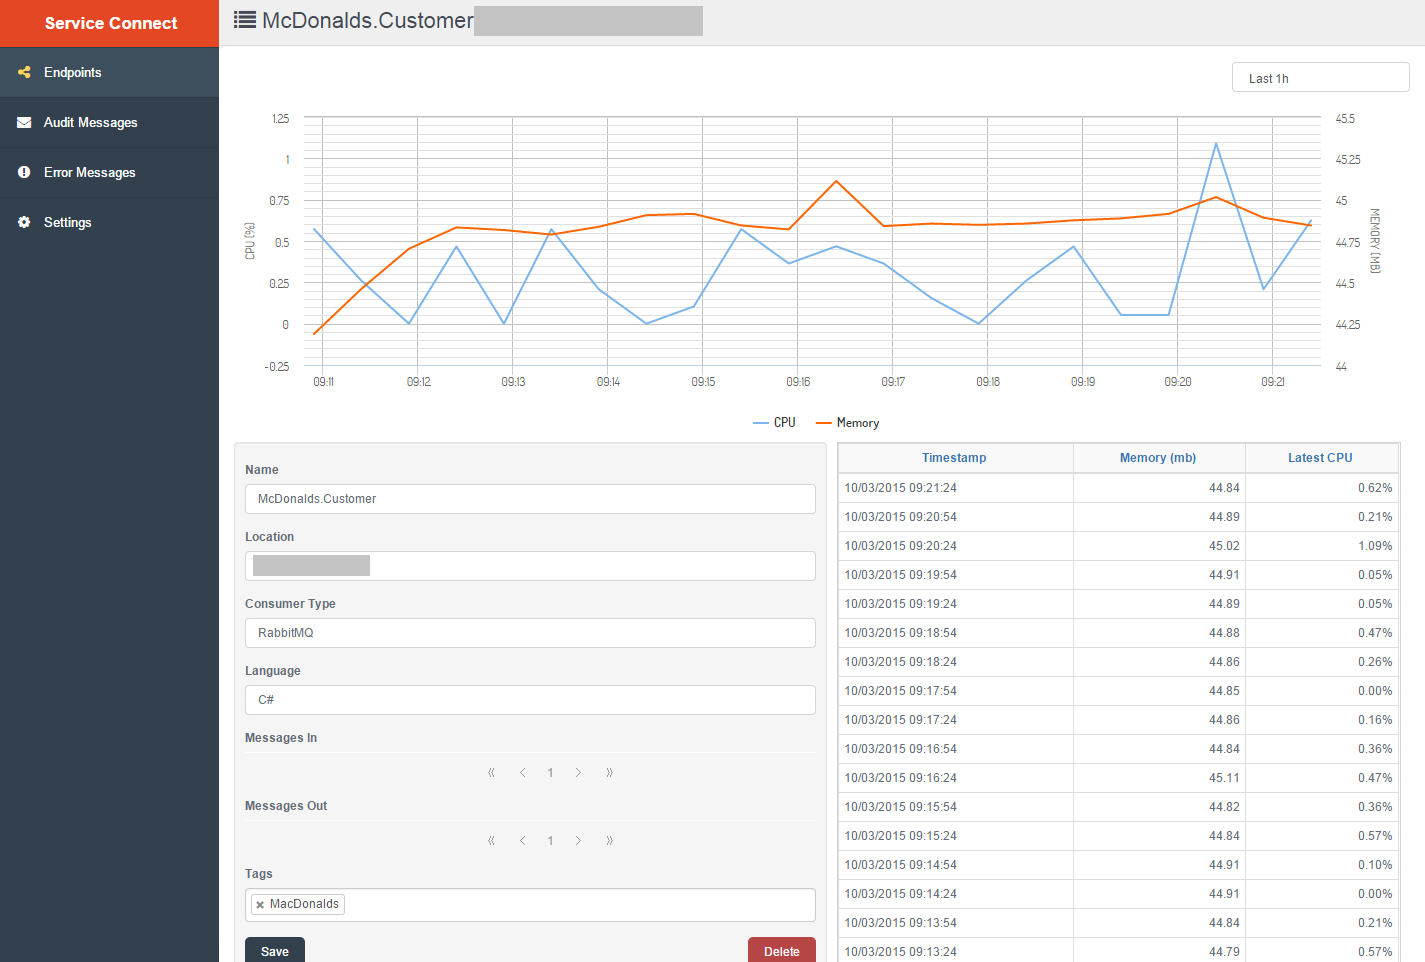 Service Connect
McDonalds.Customer
Endpoints
Audit Messages
Error Messages
Settings
Last 1h
1.25
1
0.75
0.5
0.25
0
-0.25
CPU (%)
45.5
45.25
45
44.75
44.5
44.25
44
MEMORY (MB)
09:11 09:12 09:13 09:14 09:15 09:16 09:17 09:18 09:19 09:20 09:21
CPU Memory
Name
McDonalds.Customer
Location
Consumer Type
RabbitMQ
Language
C#
Messages In
« < 1 > »
Messages Out
« < 1 > »
Tags
× MacDonalds
Save Delete
Timestamp Memory (mb) Latest CPU
10/03/2015 09:21:24 44.84 0.62%
10/03/2015 09:20:54 44.89 0.21%
10/03/2015 09:20:24 45.02 1.09%
10/03/2015 09:19:54 44.91 0.05%
10/03/2015 09:19:24 44.89 0.05%
10/03/2015 09:18:54 44.88 0.47%
10/03/2015 09:18:24 44.86 0.26%
10/03/2015 09:17:54 44.85 0.00%
10/03/2015 09:17:24 44.86 0.16%
10/03/2015 09:16:54 44.84 0.36%
10/03/2015 09:16:24 45.11 0.47%
10/03/2015 09:15:54 44.82 0.36%
10/03/2015 09:15:24 44.84 0.57%
10/03/2015 09:14:54 44.91 0.10%
10/03/2015 09:14:24 44.91 0.00%
10/03/2015 09:13:54 44.84 0.21%
10/03/2015 09:13:24 44.79 0.57%